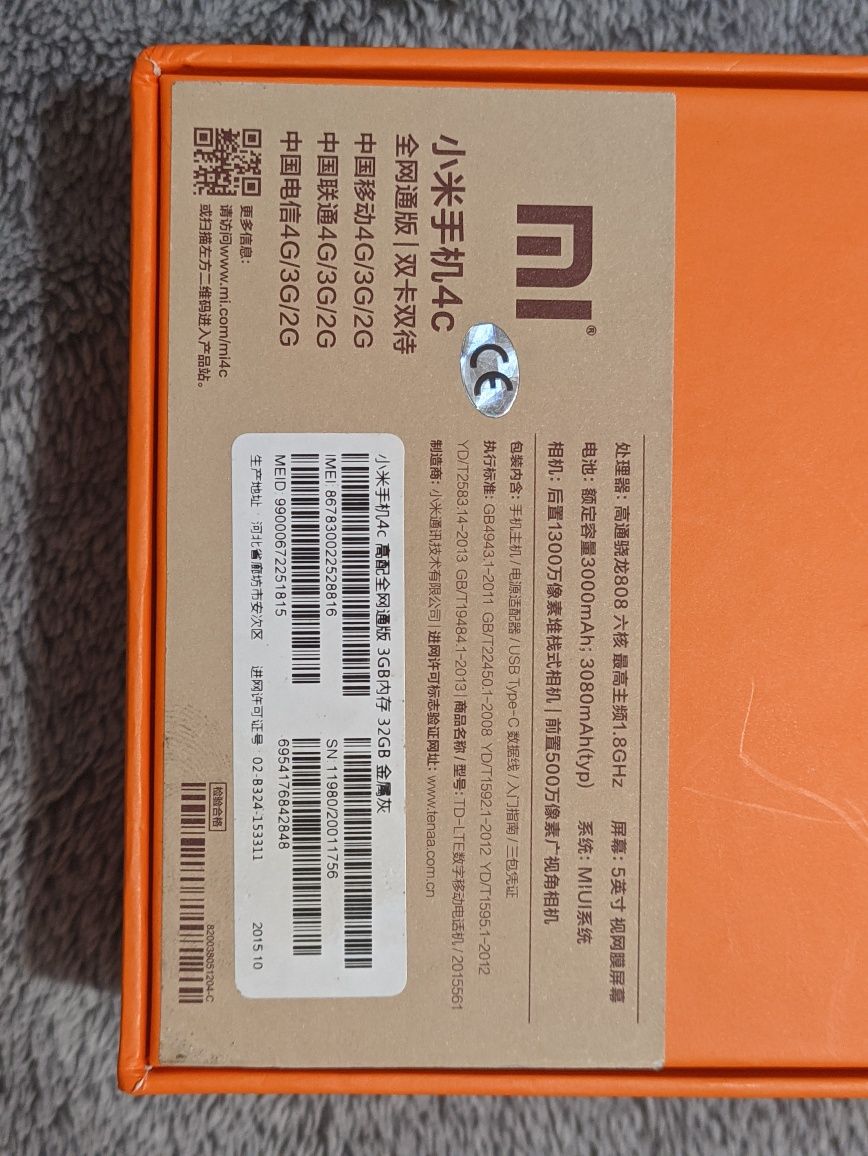 MI®
小米手机4c
全网通版 | 双卡双待
中国移动4G/3G/2G
中国联通4G/3G/2G
中国电信4G/3G/2G
更多信息：
请访问www.mi.com/mi4c
或扫描左方二维码进入产品站。
CE
处理器：高通骁龙808 六核 最高主频1.8GHz 屏幕：5英寸 视网膜屏幕
电池：额定容量3000mAh；3080mAh(typ) 系统：MIUI系统
相机：后置1300万像素堆栈式相机 | 前置500万像素广视角相机
包装内含：手机主机 / 电源适配器 / USB Type-C 数据线 / 入门指南 / 三包凭证
执行标准：GB4943.1-2011 GB/T22450.1-2008 YD/T1592.1-2012 YD/T1595.1-2012
YD/T2583.14-2013 GB/T19484.1-2013 | 商品名称 / 型号：TD-LTE数字移动电话机 / 2015561
制造商：小米通讯技术有限公司 | 进网许可标志验证网址：www.tenaa.com.cn
小米手机4c 高配全网通版 3GB内存 32GB 金属灰
IMEI:867830022528816
SN:11980/20011756
MEID 99000672251815
6954176842848
生产地址：河北省廊坊市安次区 进网许可证号：02-B324-153311 2015.10
检验合格
820038051204-C